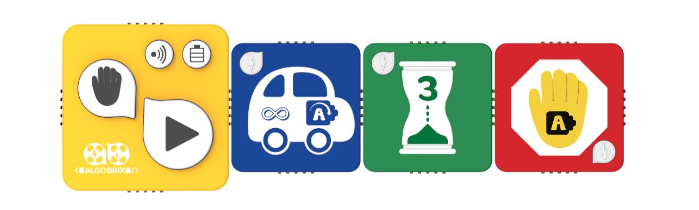 <ALGOBRIX/>
∞ A
3
A